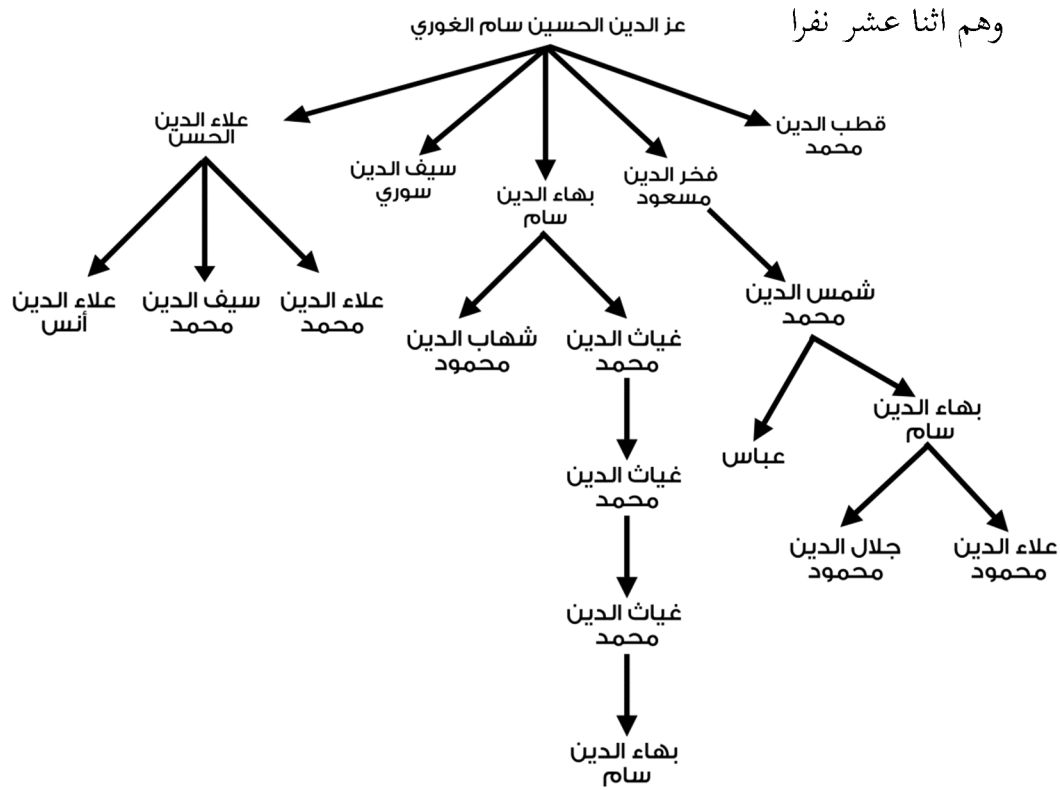 وهم اثنا عشر نفرا
عز الدين الحسين سام الغوري
قطب الدين
محمد
فخر الدين
مسعود
بهاء الدين
سام
سيف الدين
سوري
علاء الدين
الحسن
شمس الدين
محمد
علاء الدين
محمد
سيف الدين
محمد
علاء الدين
أنس
غياث الدين
محمد
شهاب الدين
محمود
بهاء الدين
سام
عباس
غياث الدين
محمد
علاء الدين
محمود
جلال الدين
محمود
غياث الدين
محمد
بهاء الدين
سام